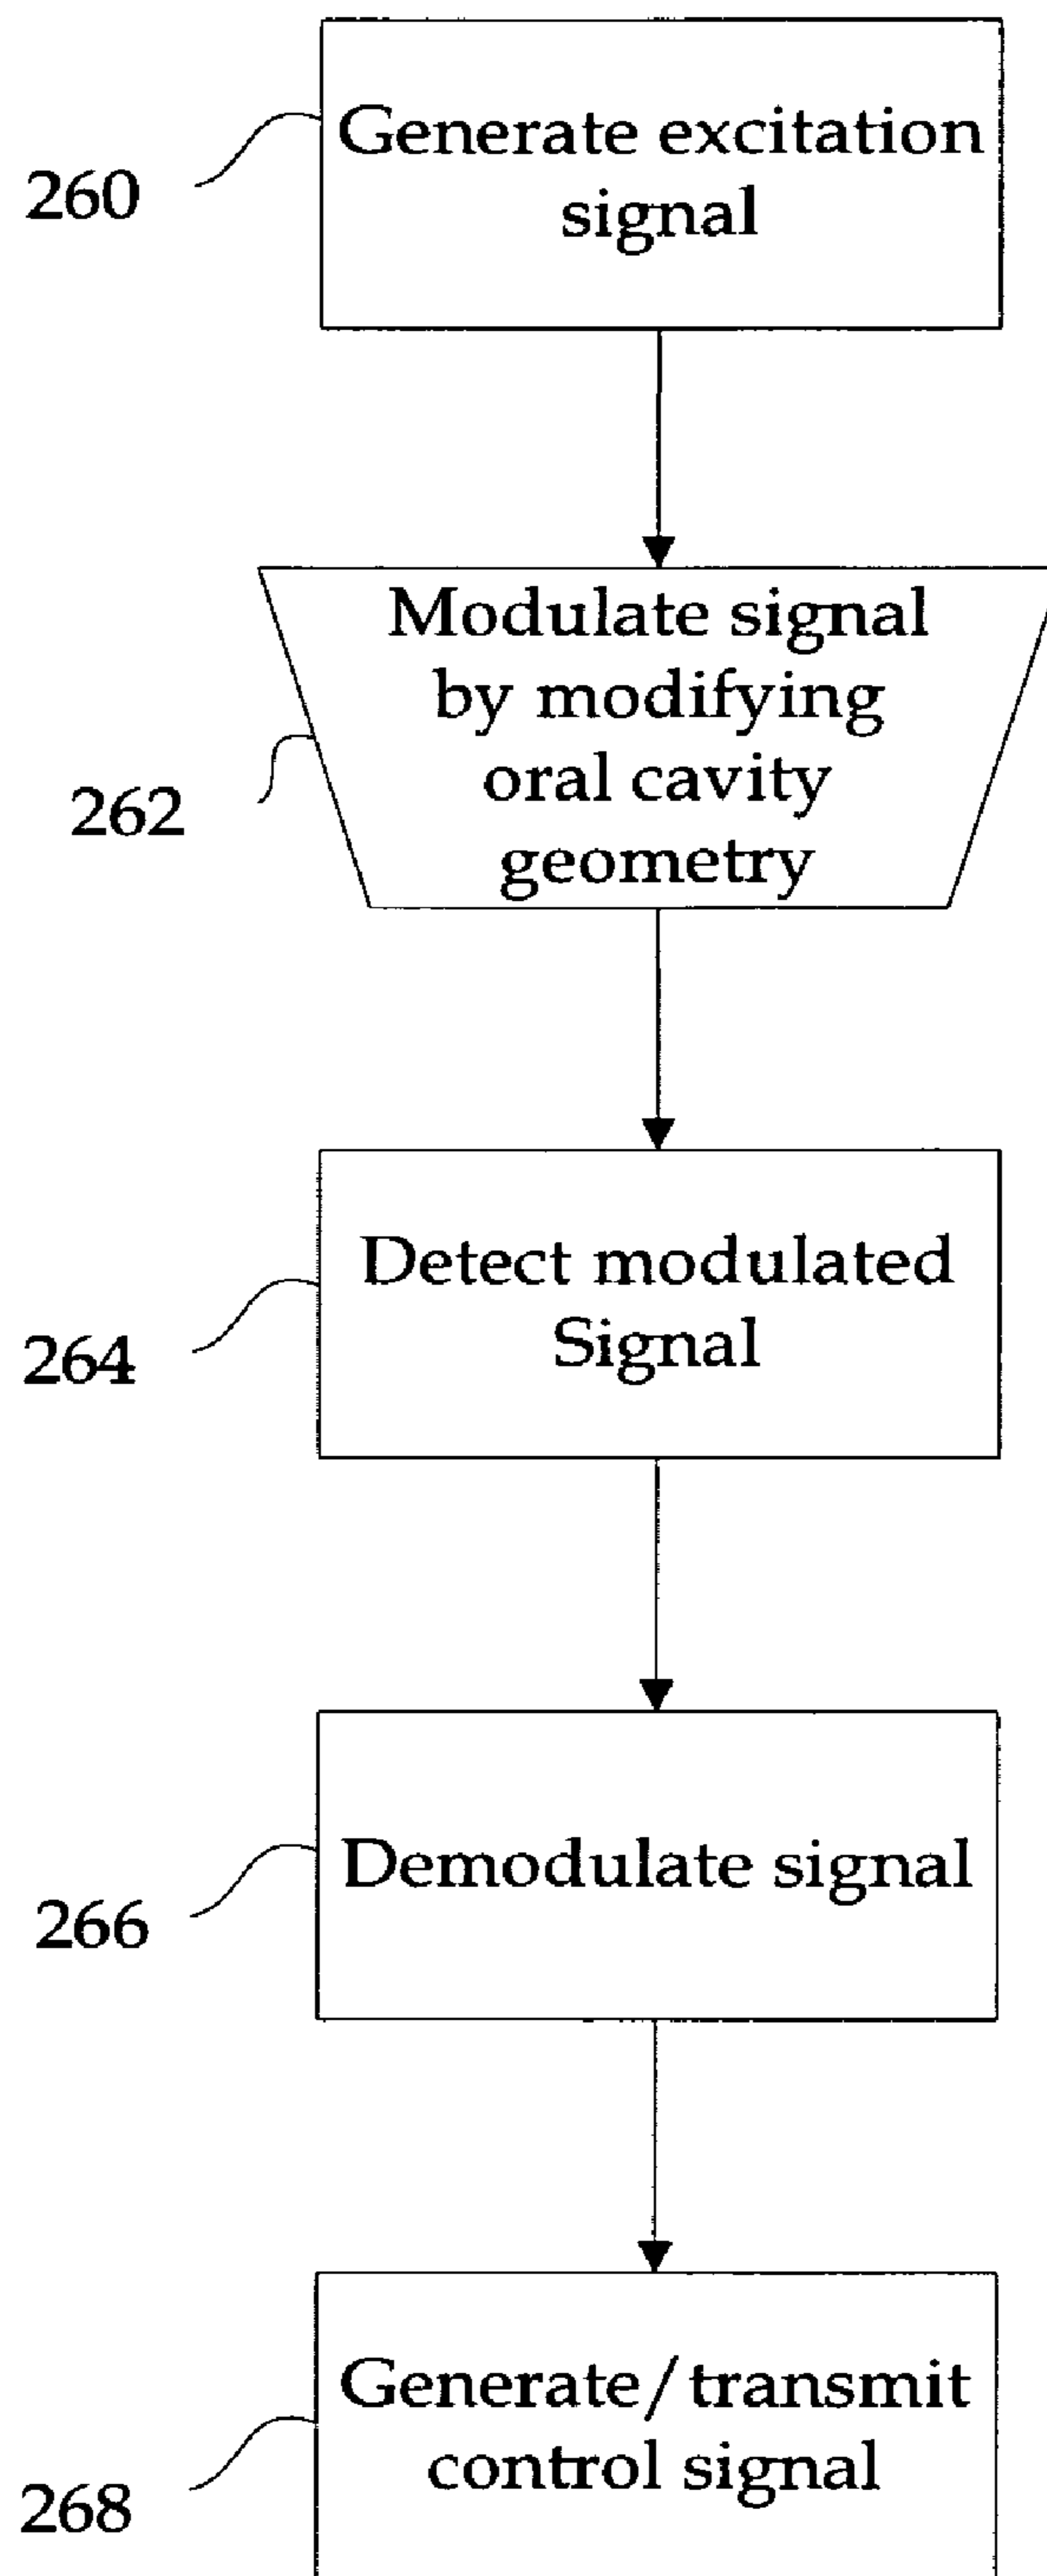 Generate excitation
signal
260
Modulate signal
by modifying
oral cavity
geometry
262
Detect modulated
Signal
264
Demodulate signal
266
Generate/transmit
control signal
268